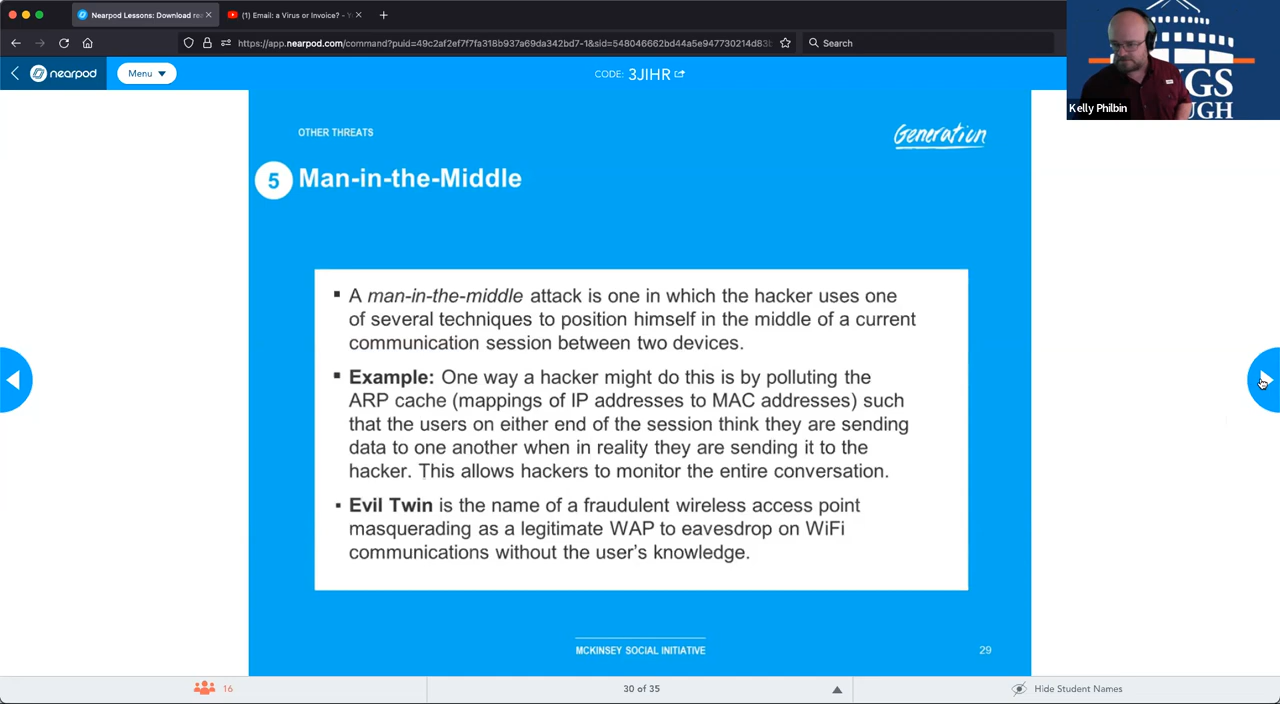 Nearpod Lessons: Download re
(1) Email: a Virus or Invoice? - Y
https://app.nearpod.com/command?puid=49c2af2ef7f7fa318b937a69da342bd7-1&sid=548046662bd44a5e947730214d83b
Search
nearpod
Menu
CODE: 3JIHR
GS
UGH
Kelly Philbin
OTHER THREATS
Generation
5 Man-in-the-Middle
▪ A man-in-the-middle attack is one in which the hacker uses one
of several techniques to position himself in the middle of a current
communication session between two devices.
▪ Example: One way a hacker might do this is by polluting the
ARP cache (mappings of IP addresses to MAC addresses) such
that the users on either end of the session think they are sending
data to one another when in reality they are sending it to the
hacker. This allows hackers to monitor the entire conversation.
▪ Evil Twin is the name of a fraudulent wireless access point
masquerading as a legitimate WAP to eavesdrop on WiFi
communications without the user's knowledge.
MCKINSEY SOCIAL INITIATIVE
29
16
30 of 35
Hide Student Names